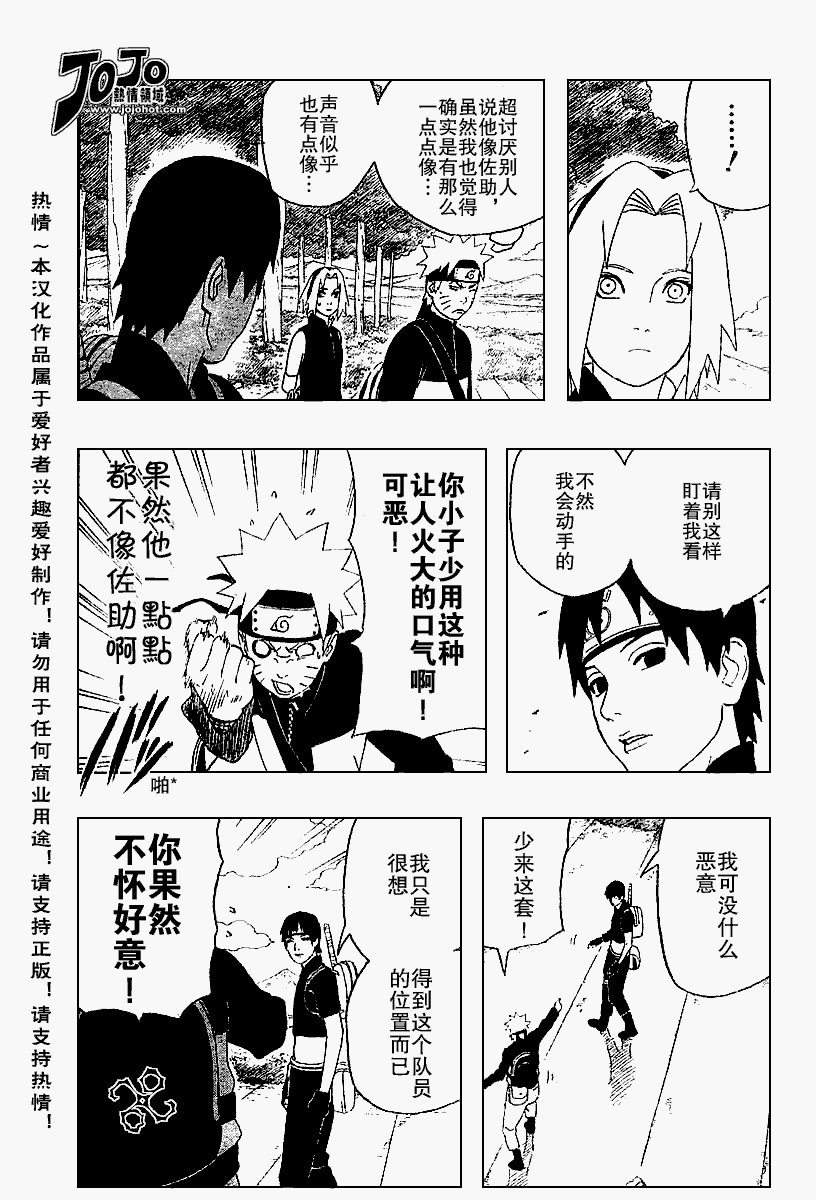 JOJO
熱情領域
www.jojohot.com
……！
超讨厌别人
说他像佐助，
虽然我也觉得
确实是有那么
一点点像…
声音似乎
也有点像…
请别这样
盯着我看
不然
我会动手的
你小子少用这种
让人火大的口气啊！
可恶！
果然他一點點
都不像佐助啊！
啪*
我可没什么
恶意
少来这套！
我只是
很想
得到这个队员
的位置而已
你果然
不怀好意！
热情～本汉化作品属于爱好者兴趣爱好制作！请勿用于任何商业用途！请支持正版！请支持热情！